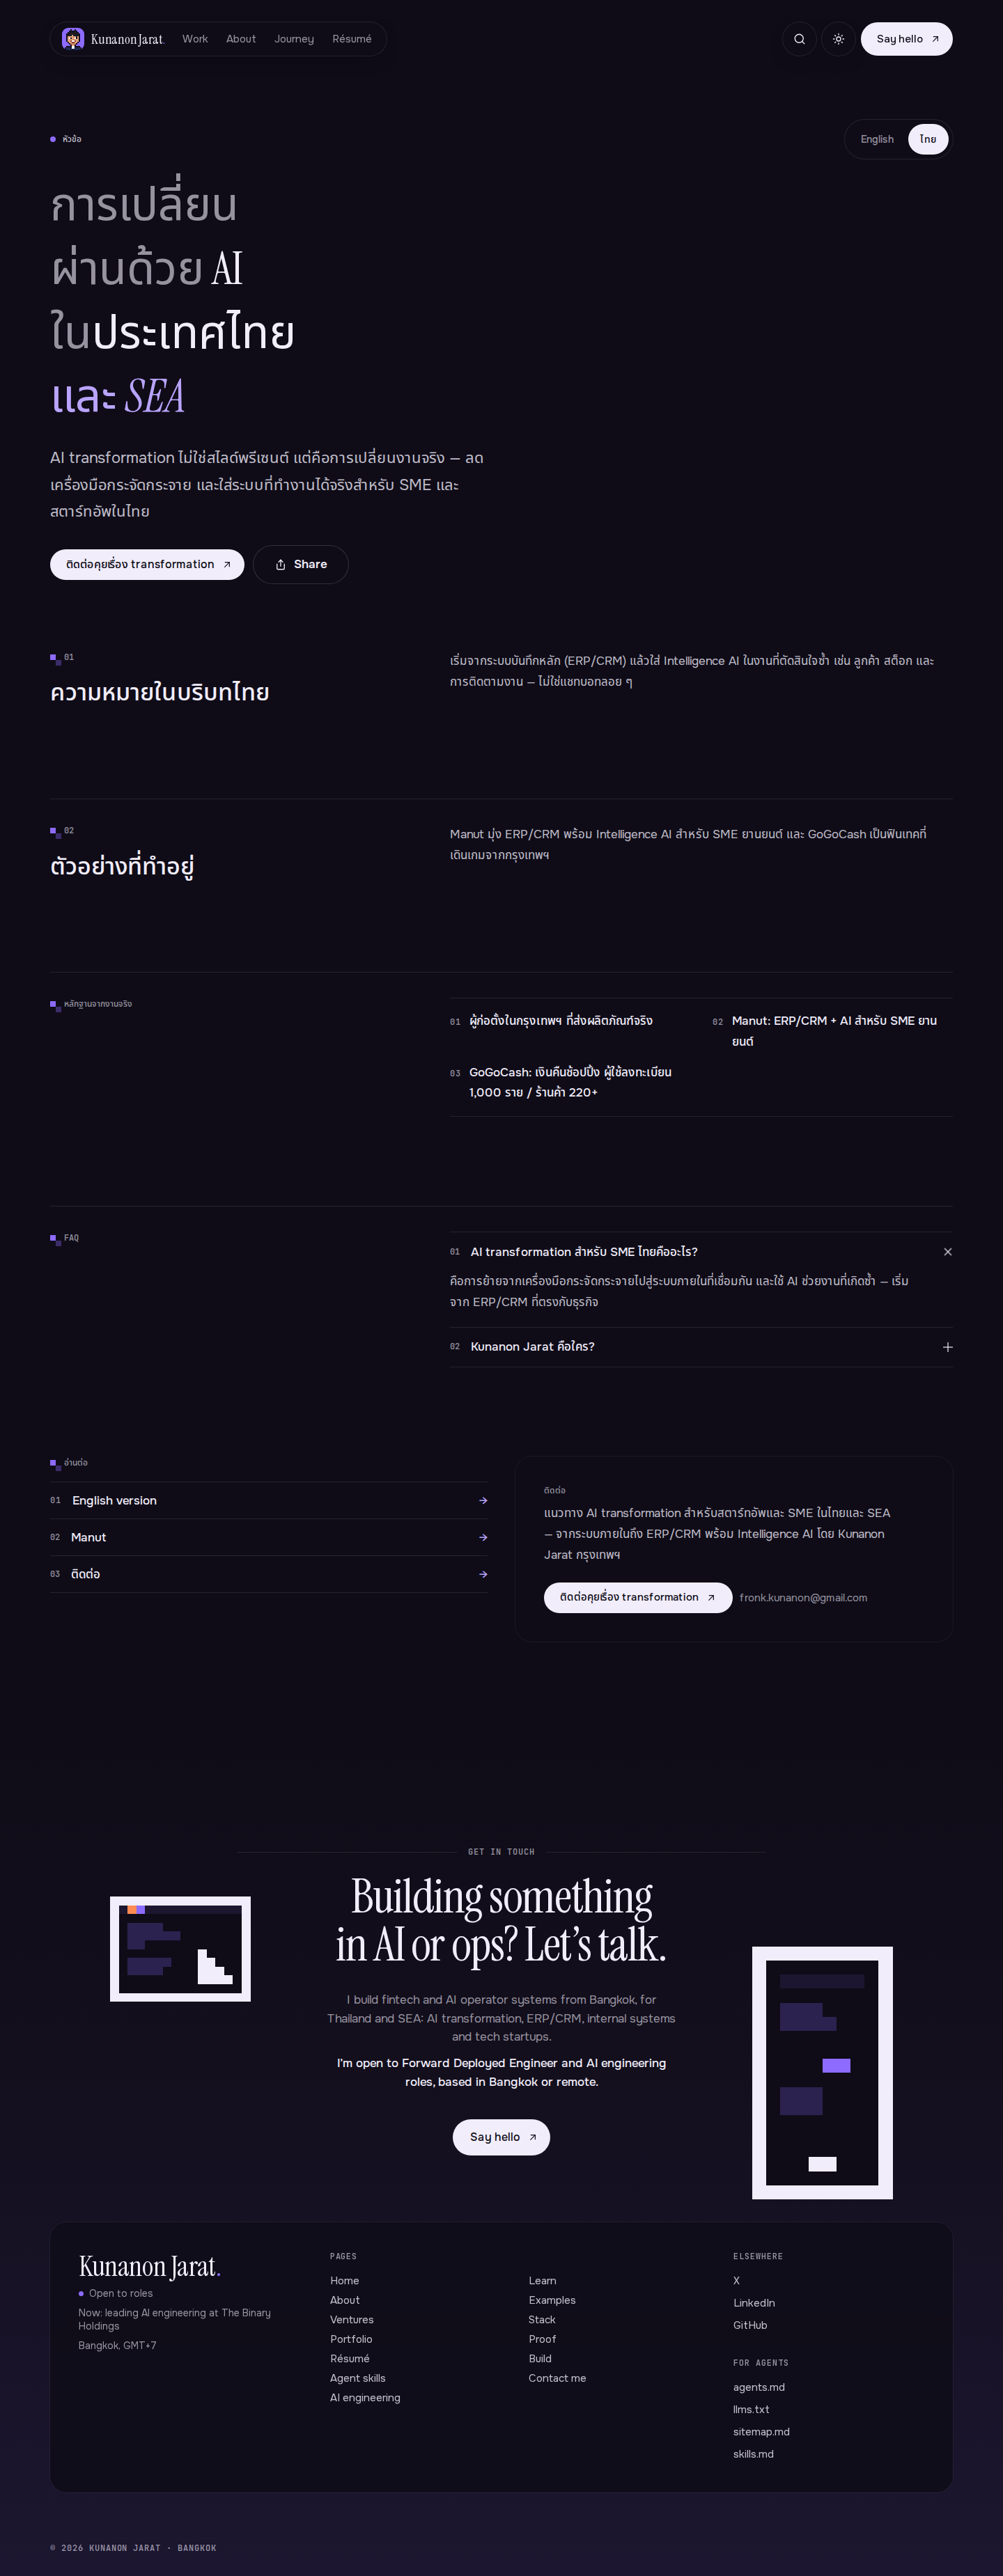 Kunanon Jarat. Work About Journey Résumé Say hello
หัวข้อ English ไทย
การเปลี่ยน
ผ่านด้วย AI
ในประเทศไทย
และ SEA
AI transformation ไม่ใช่สไลด์พรีเซนต์ แต่คือการเปลี่ยนงานจริง — ลด
เครื่องมือกระจัดกระจาย และใส่ระบบที่ทำงานได้จริงสำหรับ SME และ
สตาร์ทอัพในไทย
ติดต่อคุยเรื่อง transformation Share
01
ความหมายในบริบทไทย
เริ่มจากระบบบันทึกหลัก (ERP/CRM) แล้วใส่ Intelligence AI ในงานที่ตัดสินใจซ้ำ เช่น ลูกค้า สต็อก และ
การติดตามงาน — ไม่ใช่แชทบอทลอย ๆ
02
ตัวอย่างที่ทำอยู่
Manut มุ่ง ERP/CRM พร้อม Intelligence AI สำหรับ SME ยานยนต์ และ GoGoCash เป็นฟินเทคที่
เดินเกมจากกรุงเทพฯ
หลักฐานจากงานจริง
01 ผู้ก่อตั้งในกรุงเทพฯ ที่ส่งผลิตภัณฑ์จริง
02 Manut: ERP/CRM + AI สำหรับ SME ยาน
ยนต์
03 GoGoCash: เงินคืนช้อปปิ้ง ผู้ใช้ลงทะเบียน
1,000 ราย / ร้านค้า 220+
FAQ
01 AI transformation สำหรับ SME ไทยคืออะไร?
คือการย้ายจากเครื่องมือกระจัดกระจายไปสู่ระบบภายในที่เชื่อมกัน และใช้ AI ช่วยงานที่เกิดซ้ำ — เริ่ม
จาก ERP/CRM ที่ตรงกับธุรกิจ
02 Kunanon Jarat คือใคร?
อ่านต่อ
01 English version
02 Manut
03 ติดต่อ
ติดต่อ
แนวทาง AI transformation สำหรับสตาร์ทอัพและ SME ในไทยและ SEA
— จากระบบภายในถึง ERP/CRM พร้อม Intelligence AI โดย Kunanon
Jarat กรุงเทพฯ
ติดต่อคุยเรื่อง transformation fronk.kunanon@gmail.com
GET IN TOUCH
Building something
in AI or ops? Let’s talk.
I build fintech and AI operator systems from Bangkok, for
Thailand and SEA: AI transformation, ERP/CRM, internal systems
and tech startups.
I'm open to Forward Deployed Engineer and AI engineering
roles, based in Bangkok or remote.
Say hello
Kunanon Jarat.
Open to roles
Now: leading AI engineering at The Binary
Holdings
Bangkok, GMT+7
PAGES
Home
About
Ventures
Portfolio
Résumé
Agent skills
AI engineering
Learn
Examples
Stack
Proof
Build
Contact me
ELSEWHERE
X
LinkedIn
GitHub
FOR AGENTS
agents.md
llms.txt
sitemap.md
skills.md
© 2026 KUNANON JARAT · BANGKOK